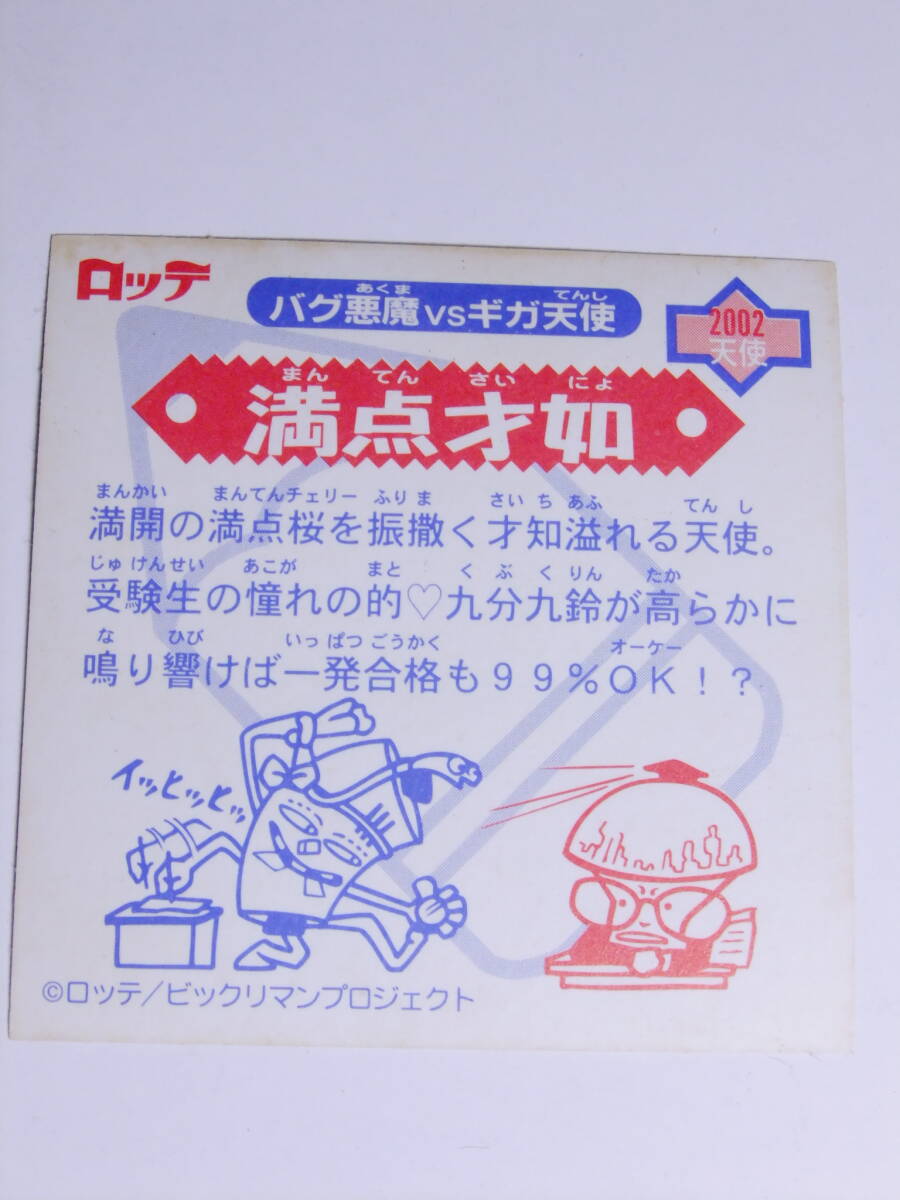 ロッテ
あくま てんし
バグ悪魔vsギガ天使
2002
天使
まん てん さい にょ
満点才如
まんかい まんてんチェリー ふりま さいち あふ てんし
満開の満点桜を振撒く才知溢れる天使。
じゅけんせい あこが まと くぶくりん たか
受験生の憧れの的♡九分九鈴が高らかに
な ひび いっぱつごうかく オーケー
鳴り響けば一発合格も９９％ＯＫ！？
イッヒッヒッ
©ロッテ/ビックリマンプロジェクト